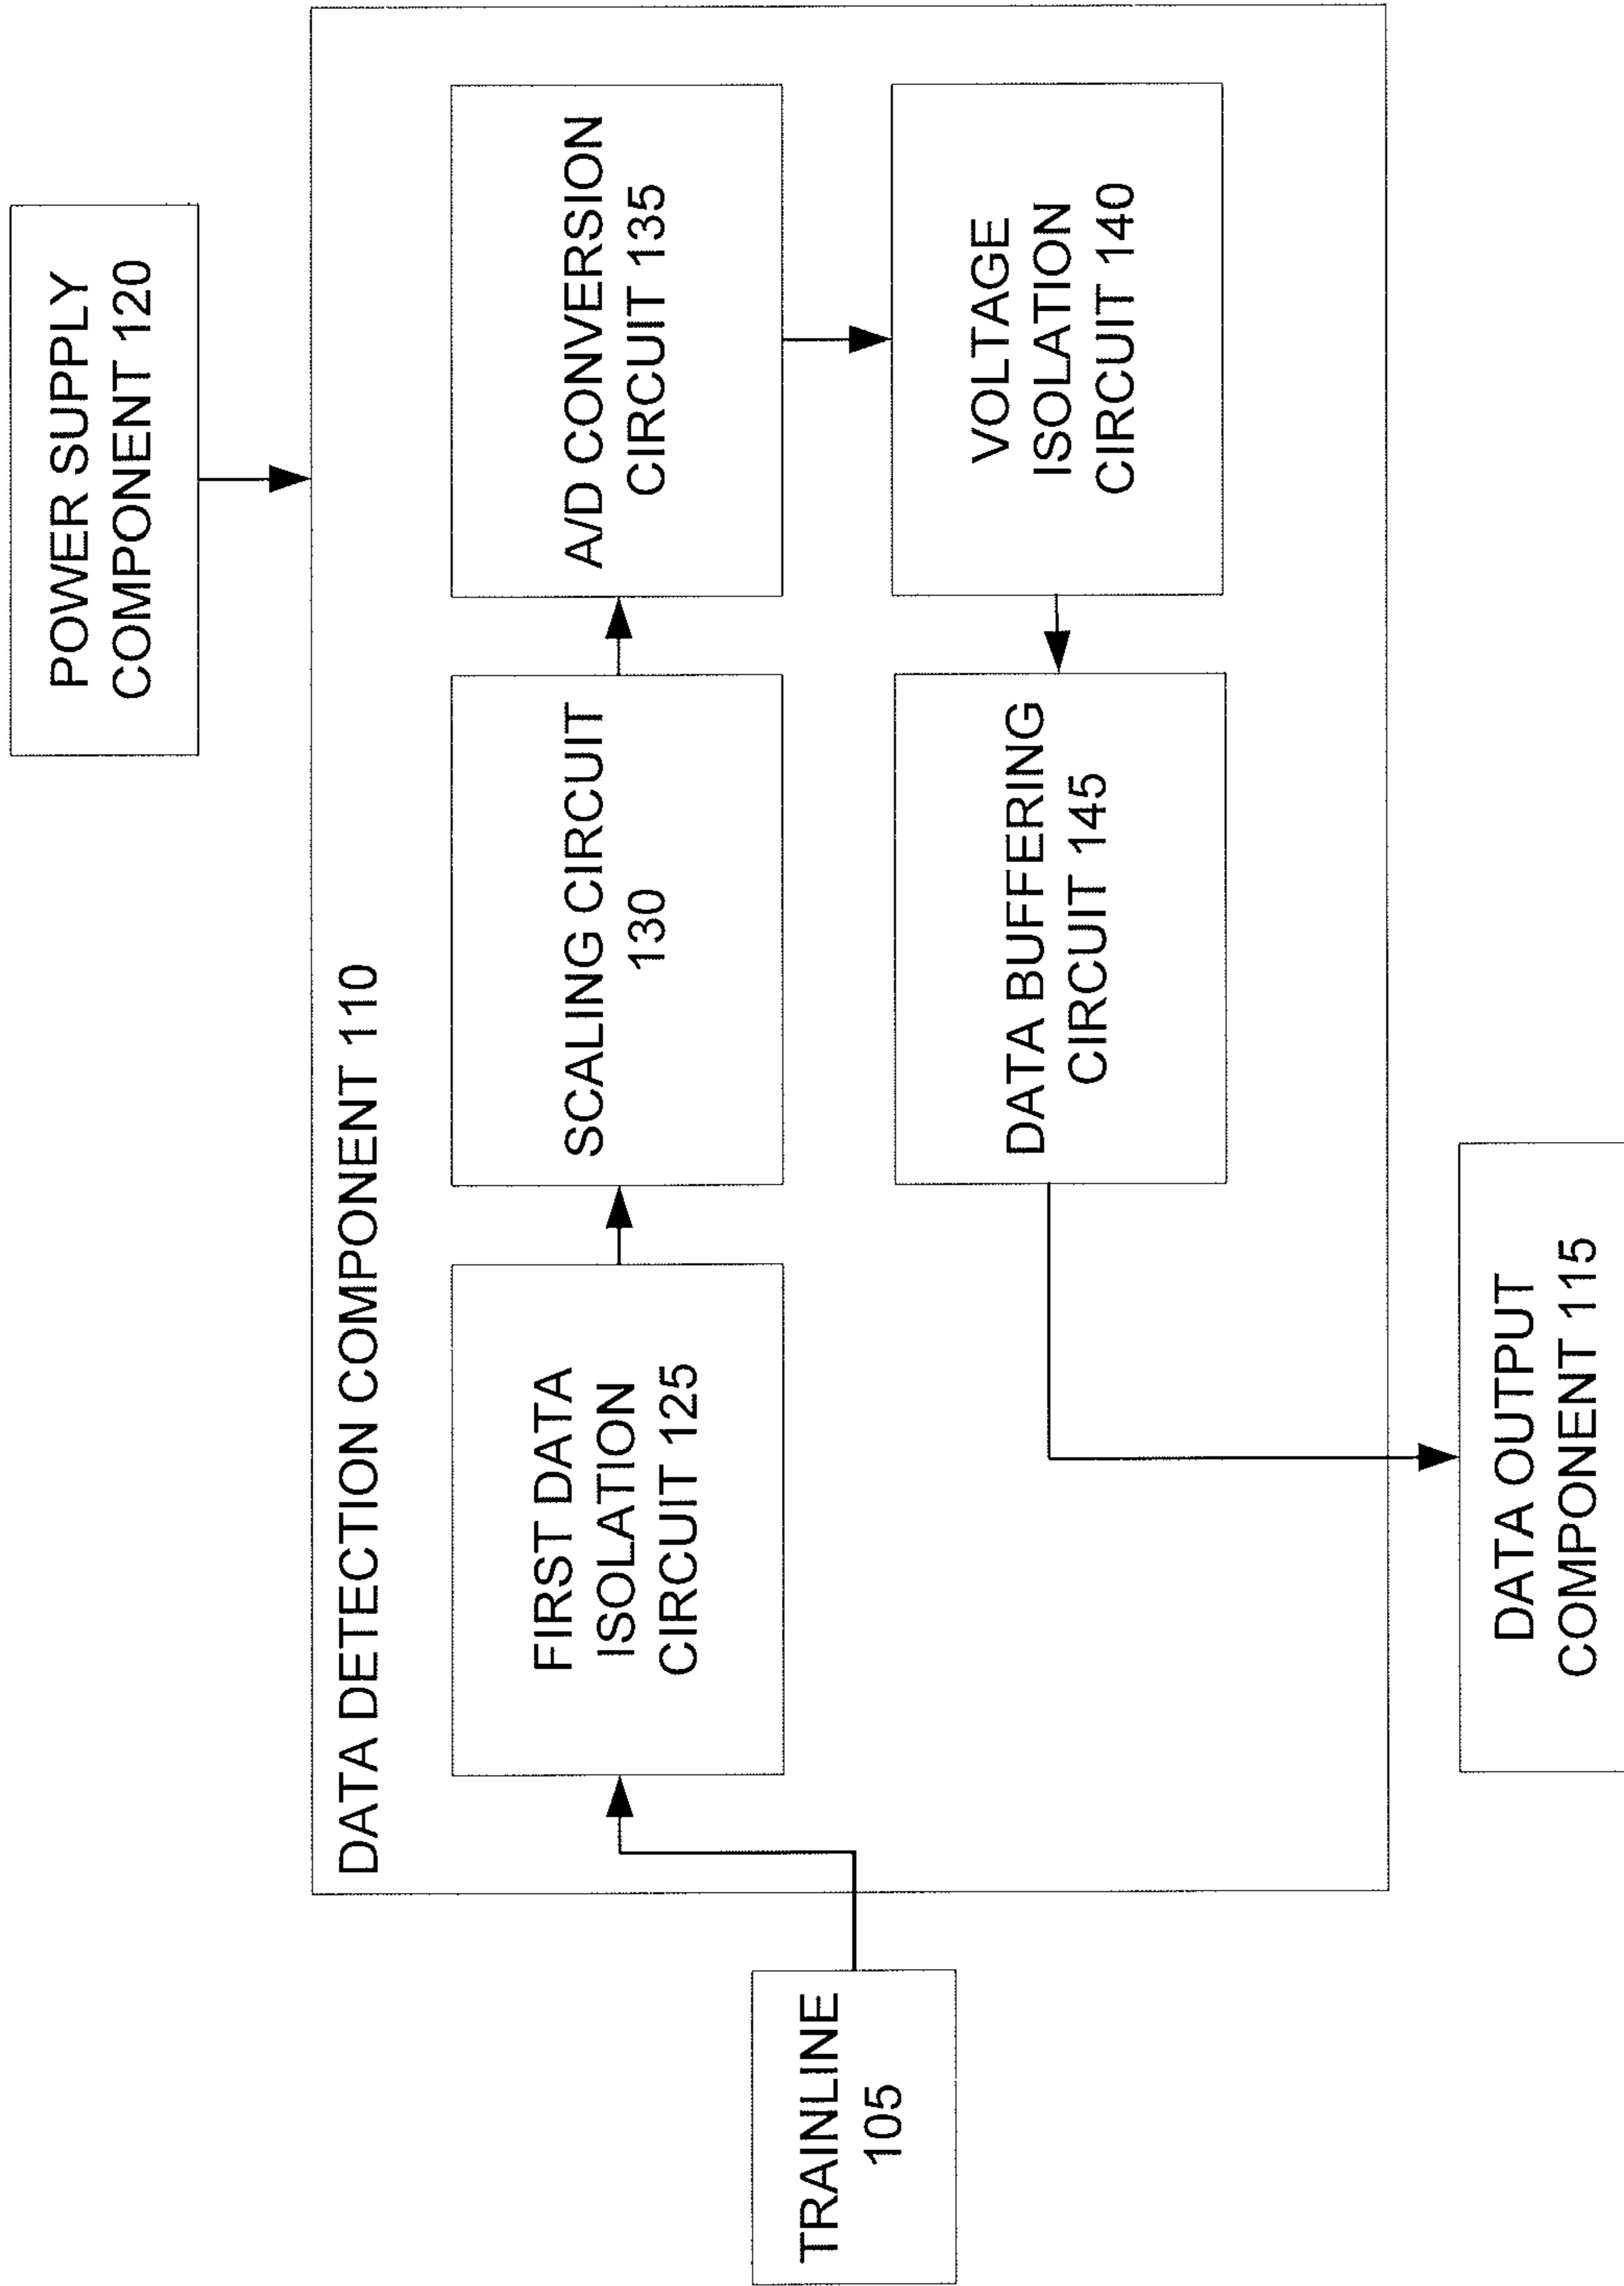 POWER SUPPLY
COMPONENT 120
DATA DETECTION COMPONENT 110
FIRST DATA
ISOLATION
CIRCUIT 125
SCALING CIRCUIT
130
A/D CONVERSION
CIRCUIT 135
TRAINLINE
105
DATA BUFFERING
CIRCUIT 145
VOLTAGE
ISOLATION
CIRCUIT 140
DATA OUTPUT
COMPONENT 115